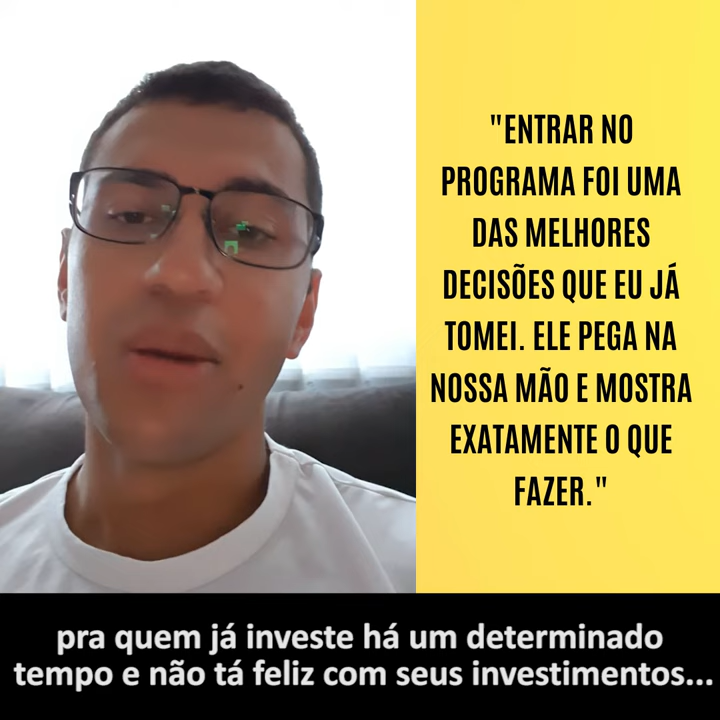 "ENTRAR NO
PROGRAMA FOI UMA
DAS MELHORES
DECISÕES QUE EU JÁ
TOMEI. ELE PEGA NA
NOSSA MÃO E MOSTRA
EXATAMENTE O QUE
FAZER."
pra quem já investe há um determinado
tempo e não tá feliz com seus investimentos...